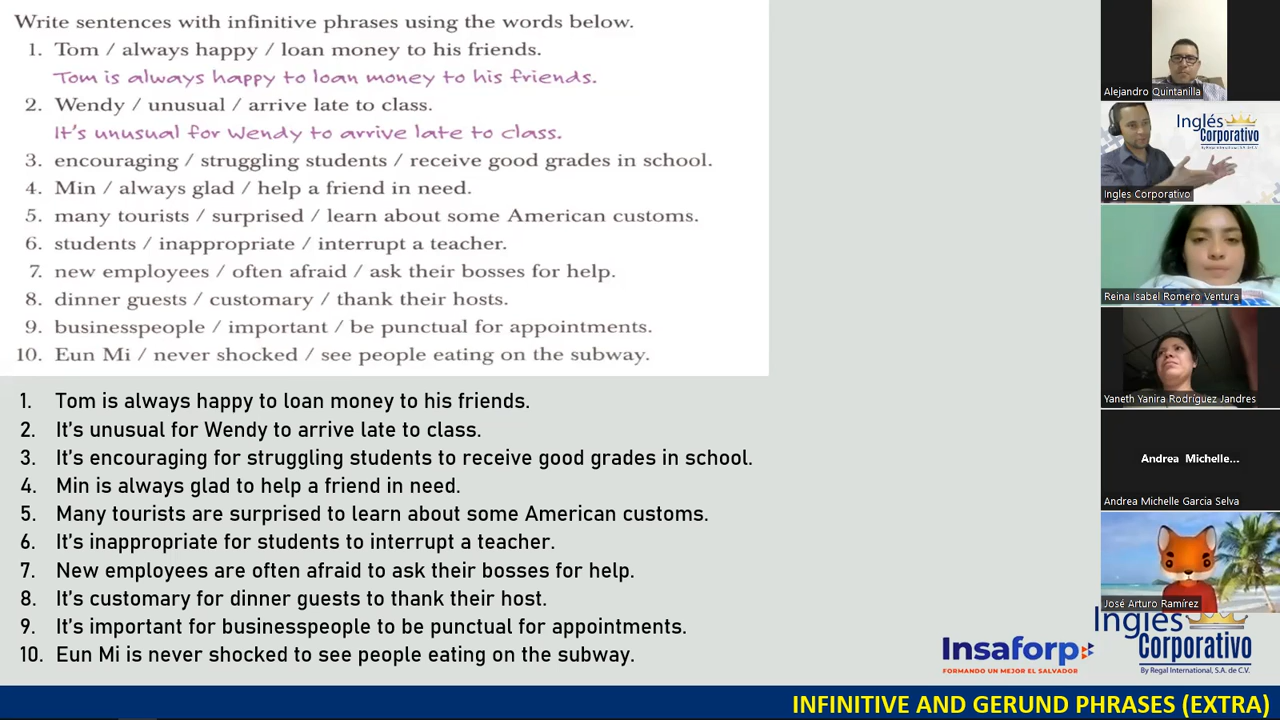 Write sentences with infinitive phrases using the words below.
1. Tom / always happy / loan money to his friends.
Tom is always happy to loan money to his friends.
2. Wendy / unusual / arrive late to class.
It's unusual for Wendy to arrive late to class.
3. encouraging / struggling students / receive good grades in school.
4. Min / always glad / help a friend in need.
5. many tourists / surprised / learn about some American customs.
6. students / inappropriate / interrupt a teacher.
7. new employees / often afraid / ask their bosses for help.
8. dinner guests / customary / thank their hosts.
9. businesspeople / important / be punctual for appointments.
10. Eun Mi / never shocked / see people eating on the subway.
1. Tom is always happy to loan money to his friends.
2. It's unusual for Wendy to arrive late to class.
3. It's encouraging for struggling students to receive good grades in school.
4. Min is always glad to help a friend in need.
5. Many tourists are surprised to learn about some American customs.
6. It's inappropriate for students to interrupt a teacher.
7. New employees are often afraid to ask their bosses for help.
8. It's customary for dinner guests to thank their host.
9. It's important for businesspeople to be punctual for appointments.
10. Eun Mi is never shocked to see people eating on the subway.
Alejandro Quintanilla
Inglés
Corporativo
By Regal International, S.A. de C.V.
Ingles Corporativo
Reina Isabel Romero Ventura
Yaneth Yanira Rodríguez Jandres
Andrea Michelle...
Andrea Michelle Garcia Selva
José Arturo Ramírez
Insaforp
FORMANDO UN MEJOR EL SALVADOR
Inglés
Corporativo
By Regal International, S.A. de C.V.
INFINITIVE AND GERUND PHRASES (EXTRA)